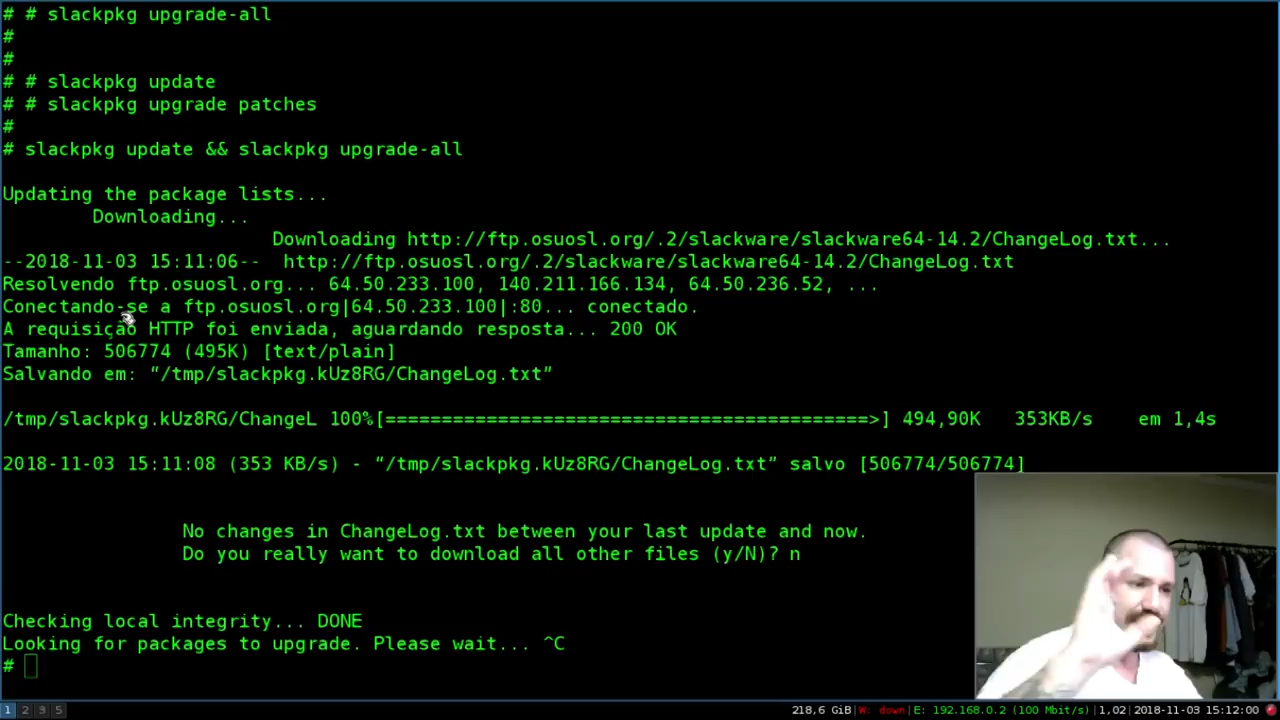 # # slackpkg upgrade-all
#
#
# # slackpkg update
# # slackpkg upgrade patches
#
# slackpkg update && slackpkg upgrade-all
Updating the package lists...
Downloading...
Downloading http://ftp.osuosl.org/.2/slackware/slackware64-14.2/ChangeLog.txt...
--2018-11-03 15:11:06--  http://ftp.osuosl.org/.2/slackware/slackware64-14.2/ChangeLog.txt
Resolvendo ftp.osuosl.org... 64.50.233.100, 140.211.166.134, 64.50.236.52, ...
Conectando-se a ftp.osuosl.org|64.50.233.100|:80... conectado.
A requisição HTTP foi enviada, aguardando resposta... 200 OK
Tamanho: 506774 (495K) [text/plain]
Salvando em: “/tmp/slackpkg.kUz8RG/ChangeLog.txt”
/tmp/slackpkg.kUz8RG/ChangeL 100%[===========================================>] 494,90K   353KB/s    em 1,4s
2018-11-03 15:11:08 (353 KB/s) - “/tmp/slackpkg.kUz8RG/ChangeLog.txt” salvo [506774/506774]
No changes in ChangeLog.txt between your last update and now.
Do you really want to download all other files (y/N)? n
Checking local integrity... DONE
Looking for packages to upgrade. Please wait... ^C
#
1 2 3 5 218,6 GiB|W: down|E: 192.168.0.2 (100 Mbit/s)|1,02|2018-11-03 15:12:00